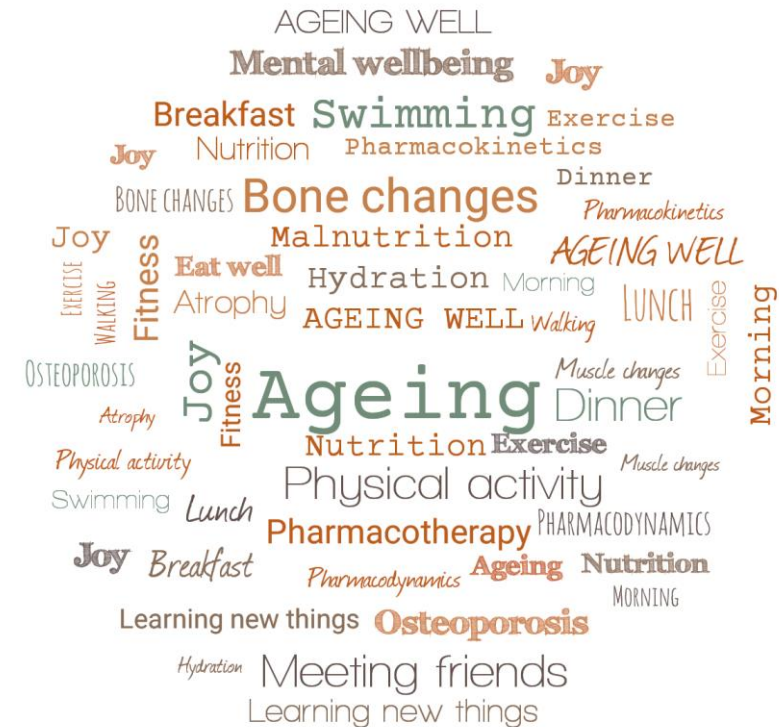 AGEING WELL
Mental wellbeing Joy
Breakfast Swimming Exercise
Joy Nutrition Pharmacokinetics
BONE CHANGES Bone changes Dinner
Pharmacokinetics
Joy Malnutrition AGEING WELL
EXERCISE WALKING Fitness Eat well Hydration Morning LUNCH Exercise Morning
Atrophy AGEING WELL Walking
OSTEOPOROSIS Joy Fitness Ageing Muscle changes
Dinner
Atrophy
Nutrition Exercise
Physical activity Physical activity Muscle changes
Swimming Lunch
Pharmacotherapy PHARMACODYNAMICS
Joy Breakfast Pharmacodynamics Ageing Nutrition
MORNING
Learning new things Osteoporosis
Hydration Meeting friends
Learning new things